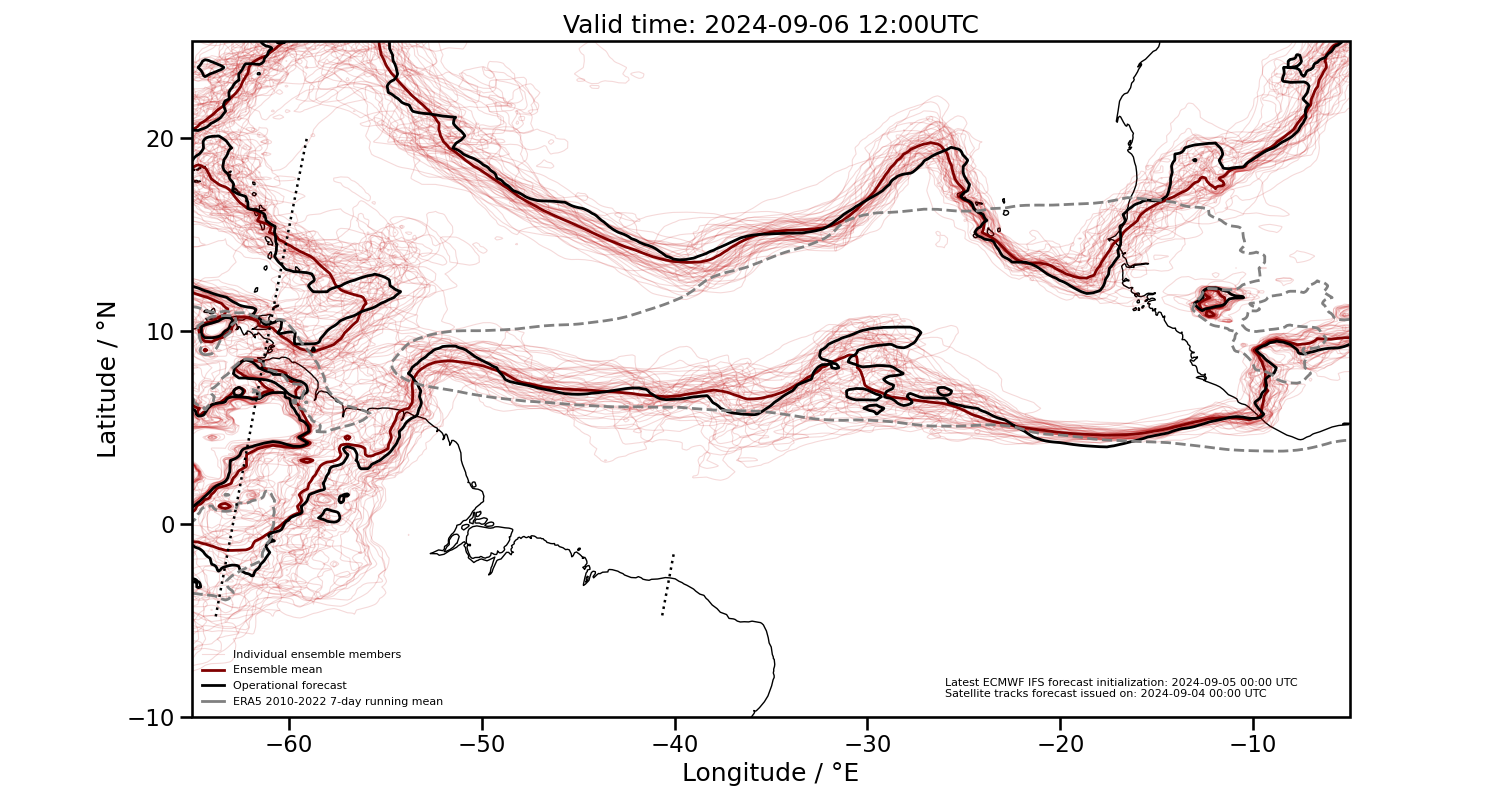 Valid time: 2024-09-06 12:00UTC
20
10
0
−10
Latitude / °N
Individual ensemble members
Ensemble mean
Operational forecast
ERA5 2010-2022 7-day running mean
Latest ECMWF IFS forecast initialization: 2024-09-05 00:00 UTC
Satellite tracks forecast issued on: 2024-09-04 00:00 UTC
−60 −50 −40 −30 −20 −10
Longitude / °E